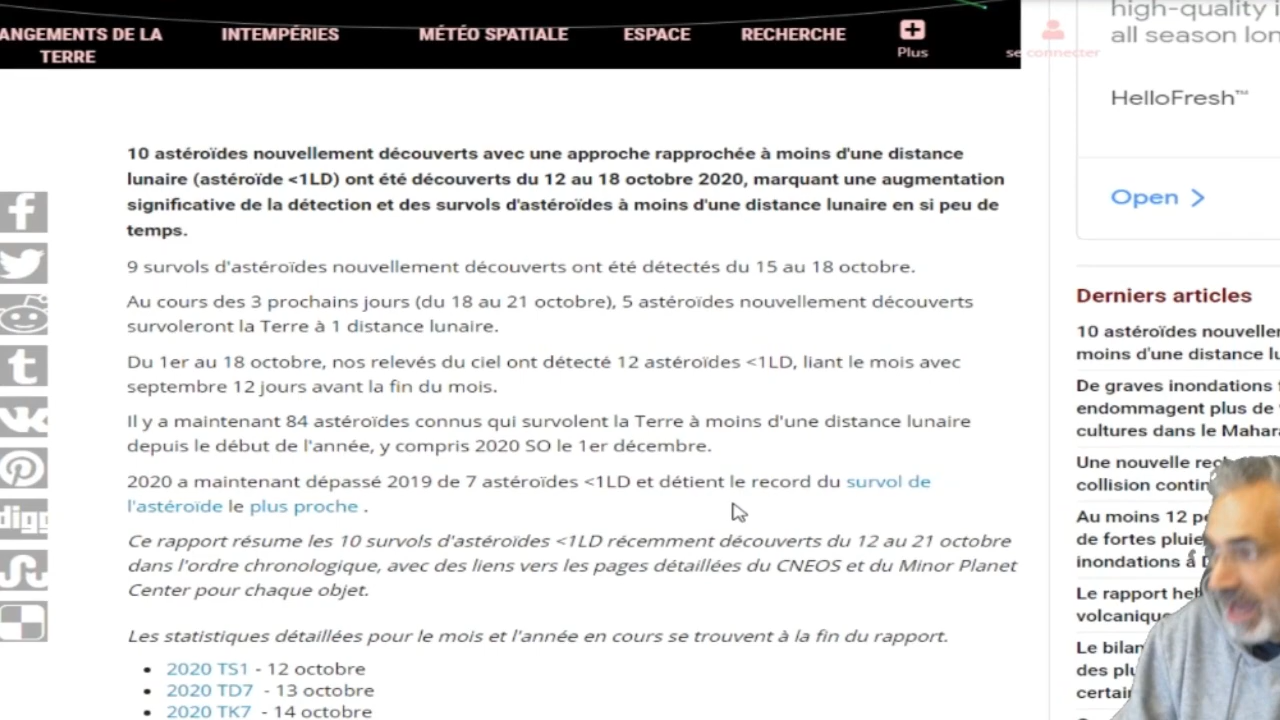 ANGEMENTS DE LA
TERRE
INTEMPÉRIES
MÉTÉO SPATIALE
ESPACE
RECHERCHE
Plus
se connecter
high-quality i
all season lon
HelloFresh™
Open
10 astéroïdes nouvellement découverts avec une approche rapprochée à moins d'une distance
lunaire (astéroïde <1LD) ont été découverts du 12 au 18 octobre 2020, marquant une augmentation
significative de la détection et des survols d'astéroïdes à moins d'une distance lunaire en si peu de
temps.
9 survols d'astéroïdes nouvellement découverts ont été détectés du 15 au 18 octobre.
Au cours des 3 prochains jours (du 18 au 21 octobre), 5 astéroïdes nouvellement découverts
survoleront la Terre à 1 distance lunaire.
Du 1er au 18 octobre, nos relevés du ciel ont détecté 12 astéroïdes <1LD, liant le mois avec
septembre 12 jours avant la fin du mois.
Il y a maintenant 84 astéroïdes connus qui survolent la Terre à moins d'une distance lunaire
depuis le début de l'année, y compris 2020 SO le 1er décembre.
2020 a maintenant dépassé 2019 de 7 astéroïdes <1LD et détient le record du survol de
l'astéroïde le plus proche .
Ce rapport résume les 10 survols d'astéroïdes <1LD récemment découverts du 12 au 21 octobre
dans l'ordre chronologique, avec des liens vers les pages détaillées du CNEOS et du Minor Planet
Center pour chaque objet.
Les statistiques détaillées pour le mois et l'année en cours se trouvent à la fin du rapport.
• 2020 TS1 - 12 octobre
• 2020 TD7 - 13 octobre
• 2020 TK7 - 14 octobre
digg
Derniers articles
10 astéroïdes nouveller
moins d'une distance lu
De graves inondations f
endommagent plus de
cultures dans le Mahar
Une nouvelle rec
collision contin
Au moins 12 pe
de fortes pluie
inondations à D
Le rapport heb
volcanique
Le bilan
des plu
certain